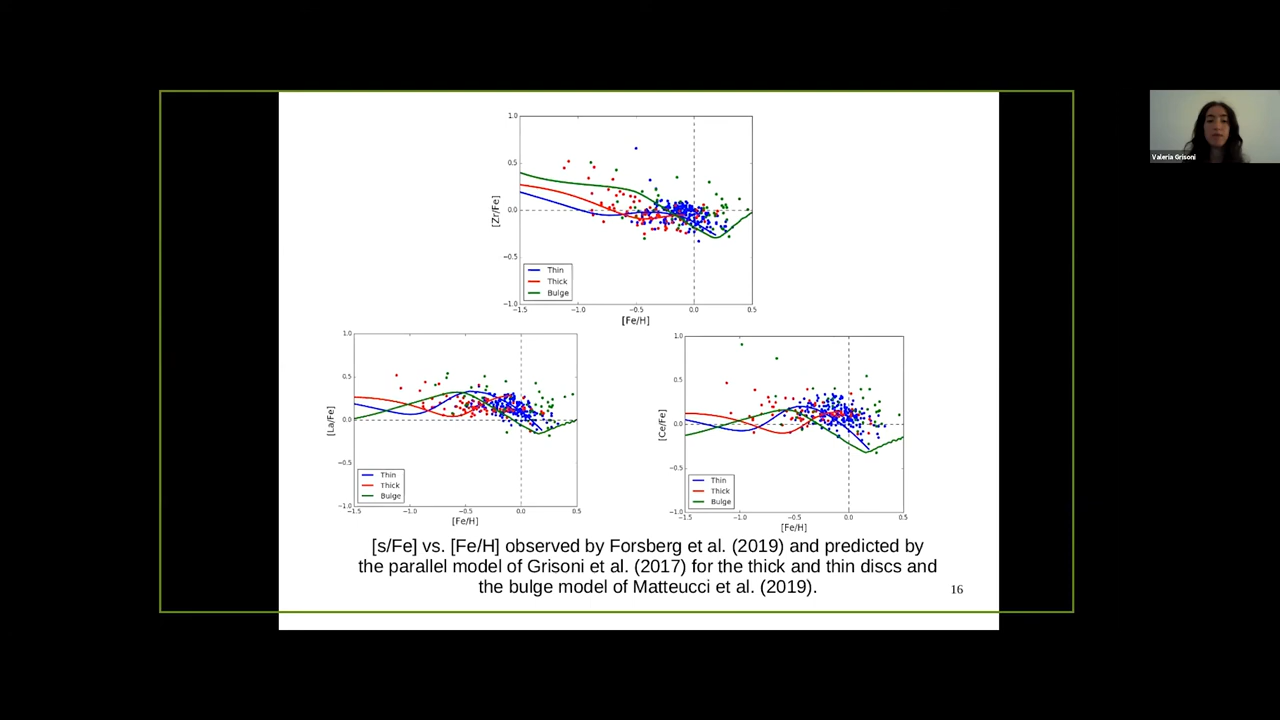 1.0
0.5
0.0
−0.5
−1.0
[Zr/Fe]
Thin
Thick
Bulge
−1.5 −1.0 −0.5 0.0 0.5
[Fe/H]
1.0
0.5
0.0
−0.5
−1.0
[La/Fe]
Thin
Thick
Bulge
−1.5 −1.0 −0.5 0.0 0.5
[Fe/H]
1.0
0.5
0.0
−0.5
−1.0
[Ce/Fe]
Thin
Thick
Bulge
−1.5 −1.0 −0.5 0.0 0.5
[Fe/H]
[s/Fe] vs. [Fe/H] observed by Forsberg et al. (2019) and predicted by
the parallel model of Grisoni et al. (2017) for the thick and thin discs and
the bulge model of Matteucci et al. (2019).
16
Valeria Grisoni